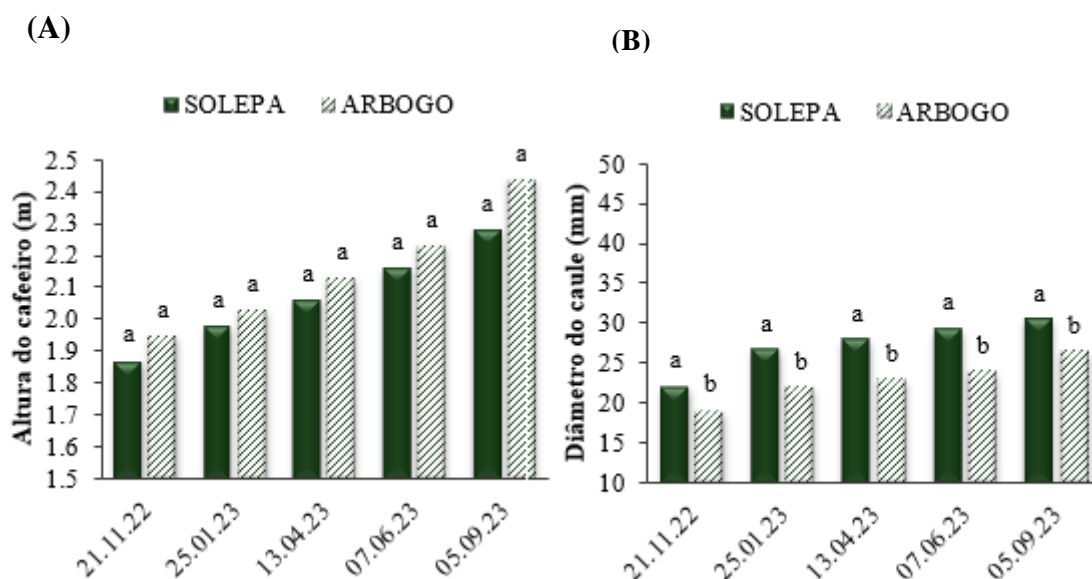 (A)
SOLEPA ARBOGO
Altura do cafeeiro (m)
2.5
2.4
2.3
2.2
2.1
2.0
1.9
1.8
1.7
1.6
1.5
a a a a a a a a a a
21.11.22 25.01.23 13.04.23 07.06.23 05.09.23
(B)
SOLEPA ARBOGO
Diâmetro do caule (mm)
50
45
40
35
30
25
20
15
10
a b a b a b a b a b
21.11.22 25.01.23 13.04.23 07.06.23 05.09.23